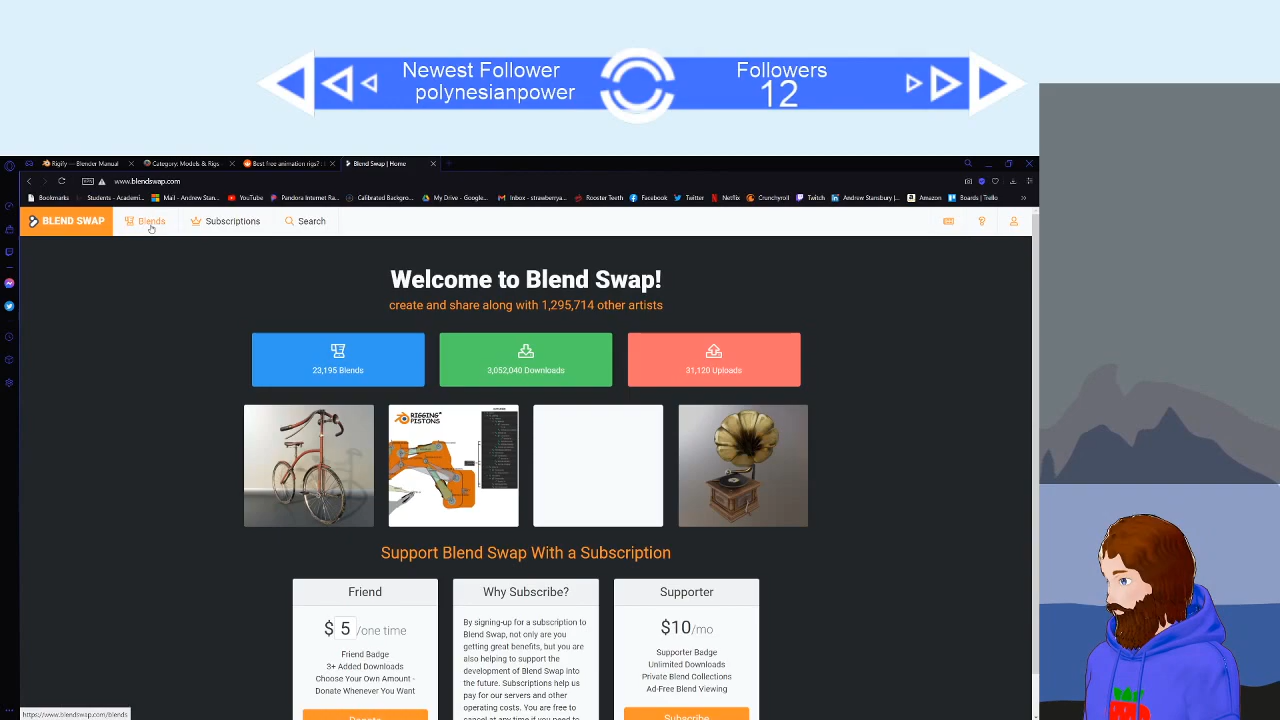 Newest Follower
polynesianpower
Followers
12
Rigify — Blender Manual
Category: Models & Rigs
Best free animation rigs? :
Blend Swap | Home
VPN
www.blendswap.com
Bookmarks
Students - Academi...
Mail - Andrew Stan...
YouTube
Pandora Internet Ra...
Calibrated Backgro...
My Drive - Google...
Inbox - strawberrya...
Rooster Teeth
Facebook
Twitter
Netflix
Crunchyroll
Twitch
Andrew Stansbury |...
Amazon
Boards | Trello
BLEND SWAP
Blends
Subscriptions
Search
Welcome to Blend Swap!
create and share along with 1,295,714 other artists
23,195 Blends
3,052,040 Downloads
31,120 Uploads
RIGGING
PISTONS
Support Blend Swap With a Subscription
Friend
$ 5 /one time
Friend Badge
3+ Added Downloads
Choose Your Own Amount -
Donate Whenever You Want
Donate
Why Subscribe?
By signing-up for a subscription to
Blend Swap, not only are you
getting great benefits, but you are
also helping to support the
development of Blend Swap into
the future. Subscriptions help us
pay for our servers and other
operating costs. You are free to
cancel at any time if you need to
Supporter
$10/mo
Supporter Badge
Unlimited Downloads
Private Blend Collections
Ad-Free Blend Viewing
Subscribe
https://www.blendswap.com/blends